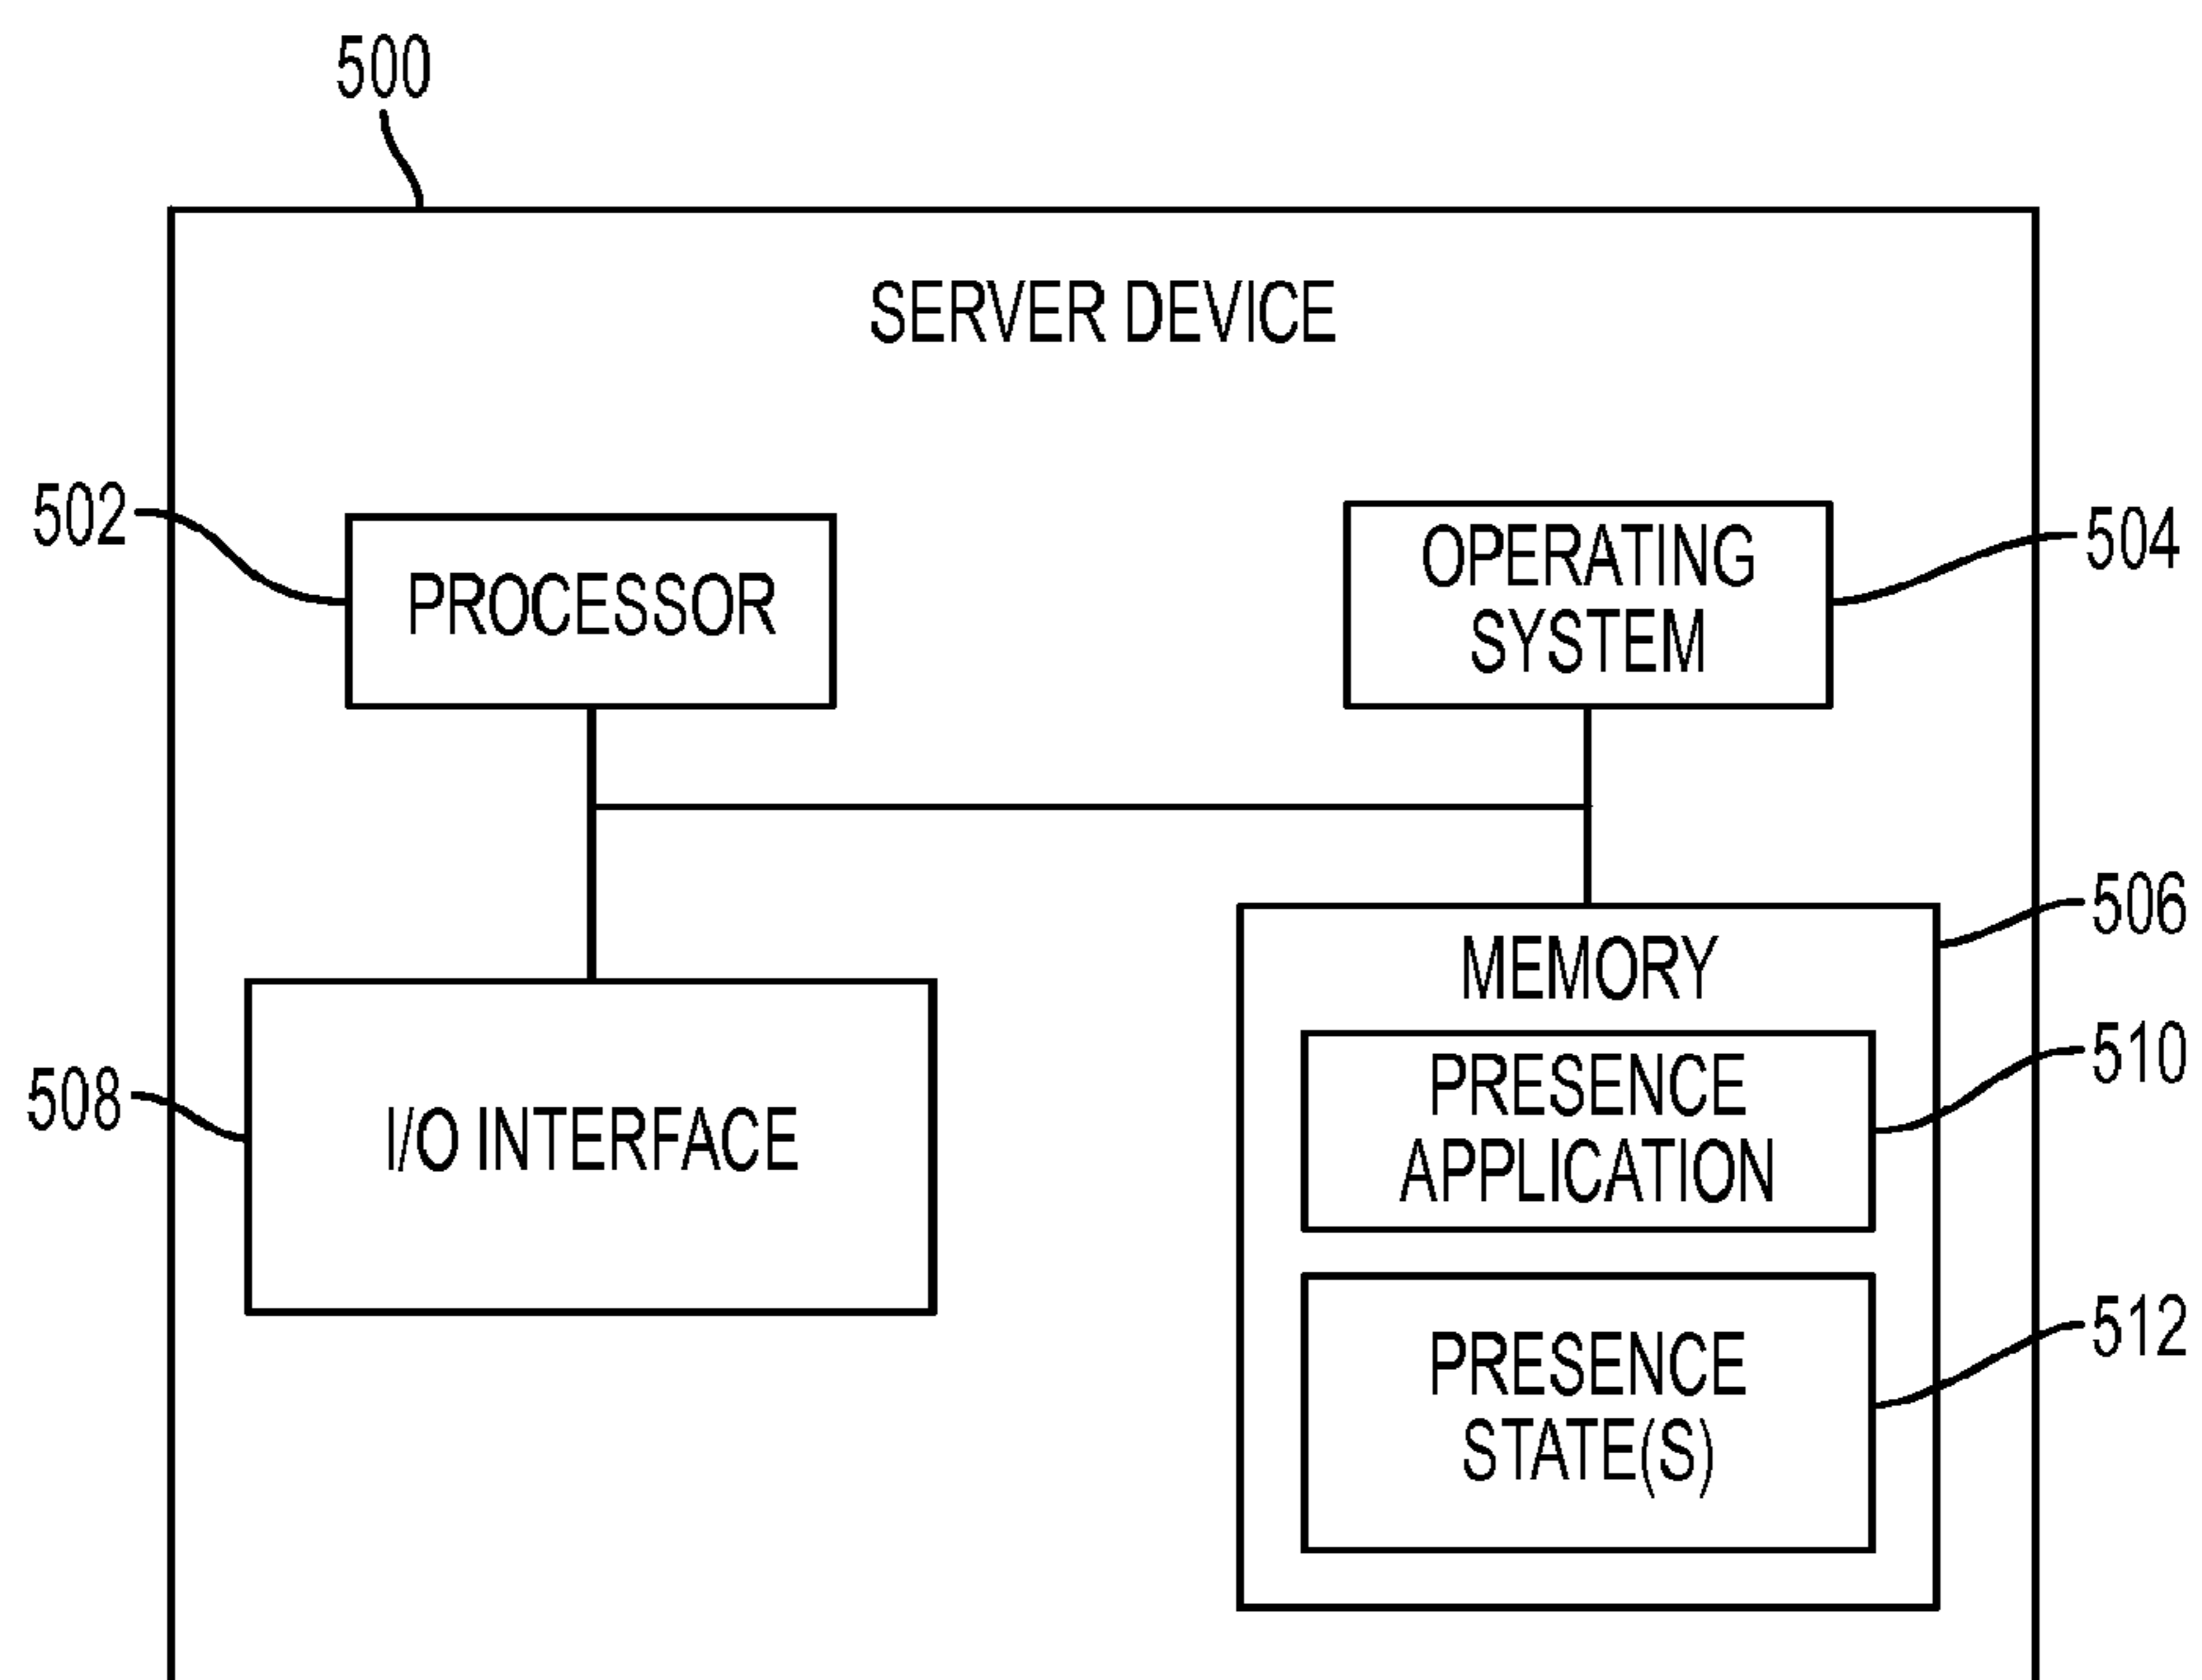 500
SERVER DEVICE
502
PROCESSOR
OPERATING
SYSTEM
504
506
MEMORY
508
I/O INTERFACE
PRESENCE
APPLICATION
510
PRESENCE
STATE(S)
512